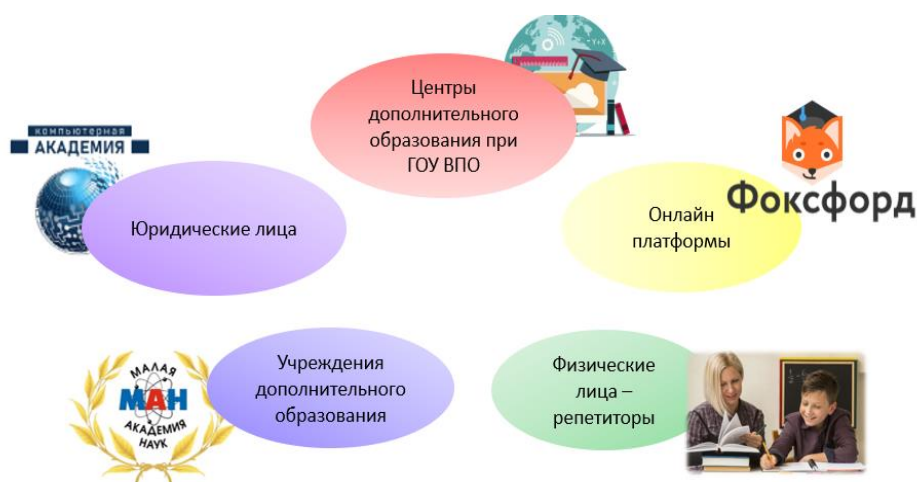 Центры
дополнительного
образования при
ГОУ ВПО
КОМПЬЮТЕРНАЯ
АКАДЕМИЯ
Юридические лица
Онлайн
платформы
Фоксфорд
Учреждения
дополнительного
образования
МАЛАЯ
МАН
АКАДЕМИЯ
НАУК
Физические
лица –
репетиторы